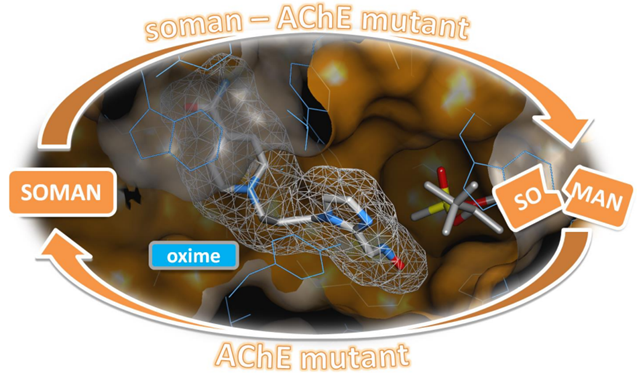 soman – AChE mutant
SOMAN
SO
MAN
oxime
AChE mutant